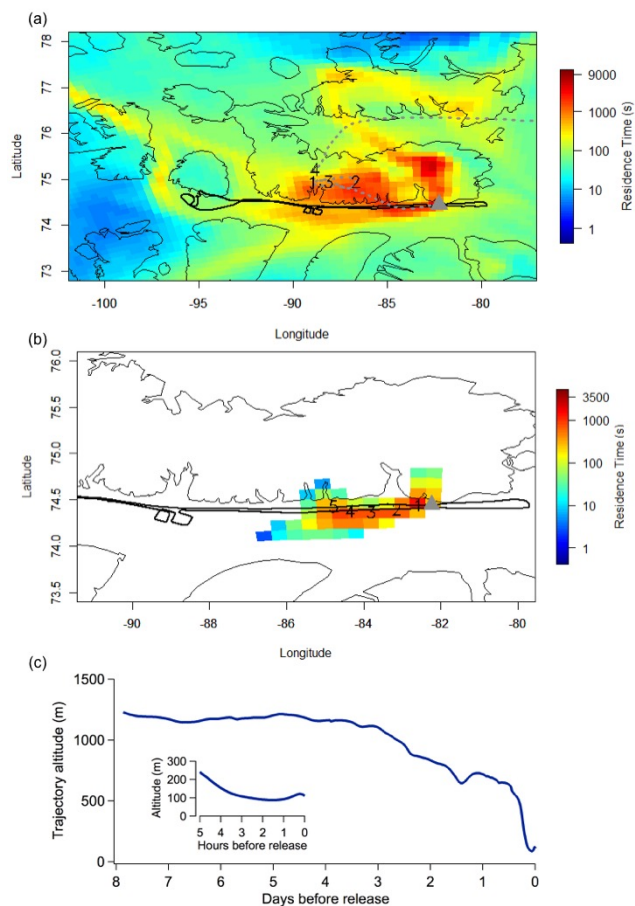 (a)
78
77
76
75
74
73
Latitude
4
1 3 2
-100
-95
-90
-85
-80
Longitude
9000
1000
100
10
1
Residence Time (s)
(b)
76.0
75.5
75.0
74.5
74.0
73.5
Latitude
5 4 3 2 1
-90
-88
-86
-84
-82
-80
Longitude
3500
1000
100
10
1
Residence Time (s)
(c)
1500
1000
500
0
Trajectory altitude (m)
300
200
100
0
Altitude (m)
5 4 3 2 1 0
Hours before release
8 7 6 5 4 3 2 1 0
Days before release